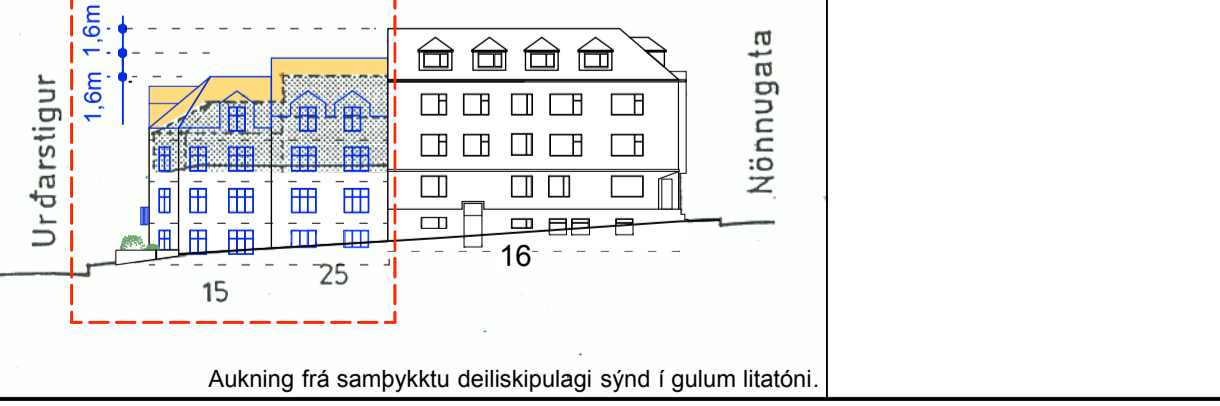 1,6m
1,6m
Urðarstigur
Nönnugata
15
25
16
Aukning frá samþykktu deiliskipulagi sýnd í gulum litatóni.